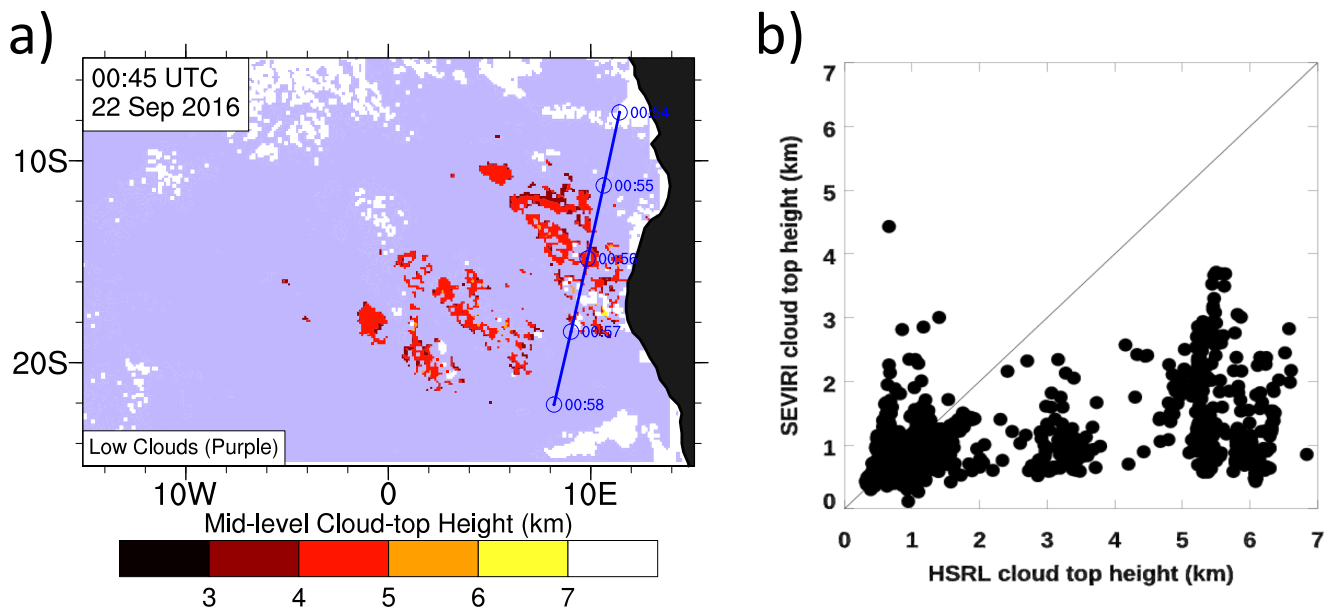 a)
00:45 UTC
22 Sep 2016
00:54
00:55
00:56
00:57
00:58
10S
20S
Low Clouds (Purple)
10W 0 10E
Mid-level Cloud-top Height (km)
3 4 5 6 7
b)
SEVIRI cloud top height (km)
7
6
5
4
3
2
1
0
0 1 2 3 4 5 6 7
HSRL cloud top height (km)